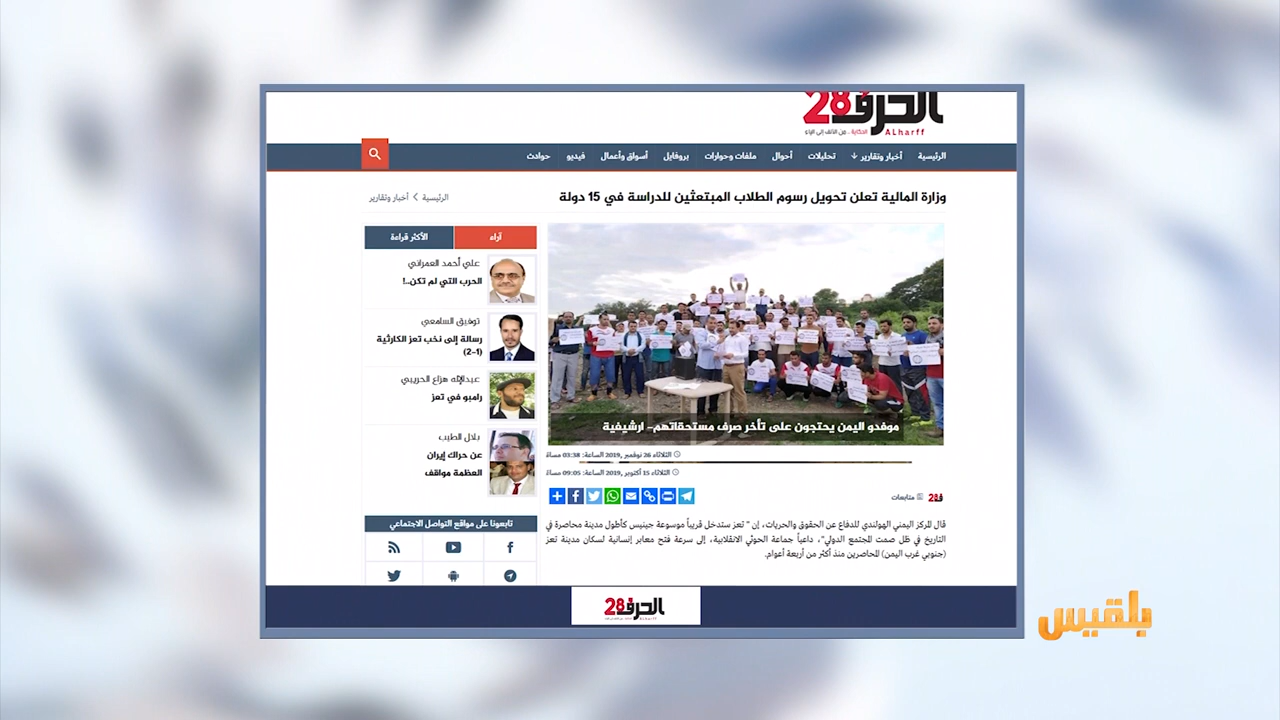 الحرف 28
الحكاية .. من الألف إلى الياء
ALharff
الرئيسية
أخبار وتقارير
تحليلات
أحوال
ملفات وحوارات
بروفايل
أسواق وأعمال
فيديو
حوادث
وزارة المالية تعلن تحويل رسوم الطلاب المبتعثين للدراسة في 15 دولة
الرئيسية > أخبار وتقارير
موفدو اليمن يحتجون على تأخر صرف مستحقاتهم- ارشيفية
الثلاثاء 26 نوفمبر ,2019 الساعة: 03:38 مساءً
الثلاثاء 15 أكتوبر ,2019 الساعة: 09:05 مساءً
متابعات
قال المركز اليمني الهولندي للدفاع عن الحقوق والحريات، إن " تعز ستدخل قريباً موسوعة جينيس كأطول مدينة محاصرة في
التاريخ في ظل صمت المجتمع الدولي"، داعياً جماعة الحوثي الانقلابية، إلى سرعة فتح معابر إنسانية لسكان مدينة تعز
(جنوبي غرب اليمن) المحاصرين منذ أكثر من أربعة أعوام.
آراء
الأكثر قراءة
علي أحمد العمراني
الحرب التي لم تكن..!
توفيق السامعي
رسالة إلى نخب تعز الكارثية
(1-2)
عبدالإله هزاع الحريبي
رامبو في تعز
بلال الطيب
عن حراك إيران
العظمة مواقف
تابعونا على مواقع التواصل الاجتماعي
الحرف 28
ALharff
بلقيس